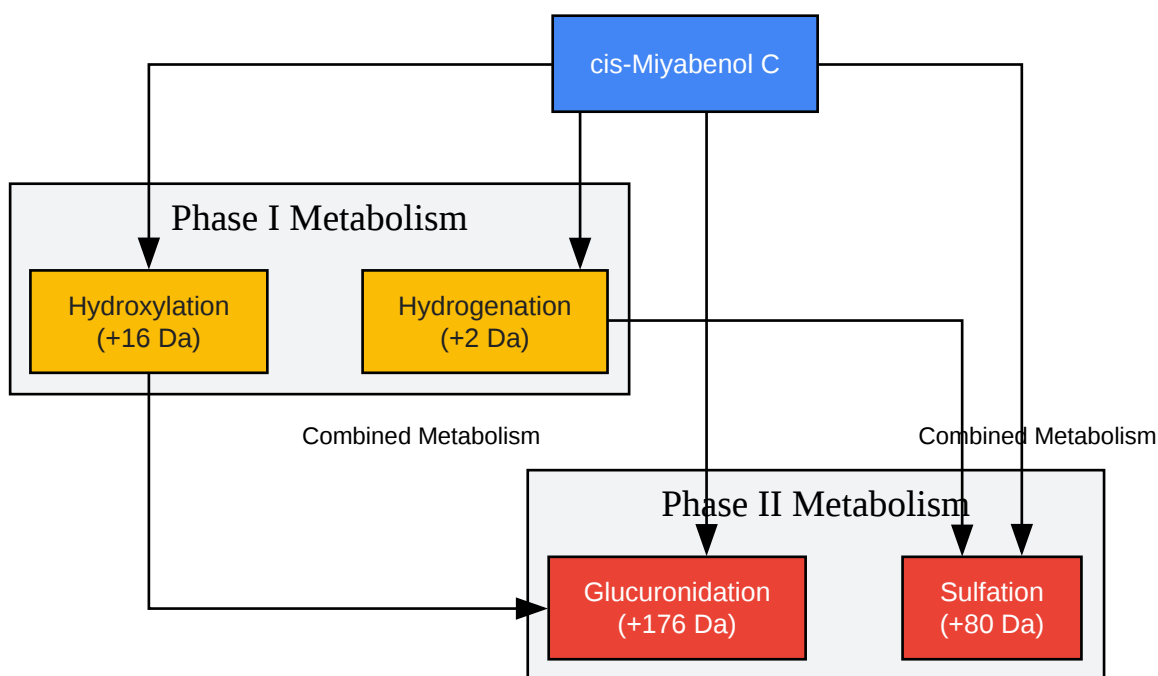 cis-Miyabenol C
Phase I Metabolism
Hydroxylation
(+16 Da)
Hydrogenation
(+2 Da)
Combined Metabolism
Combined Metabolism
Phase II Metabolism
Glucuronidation
(+176 Da)
Sulfation
(+80 Da)